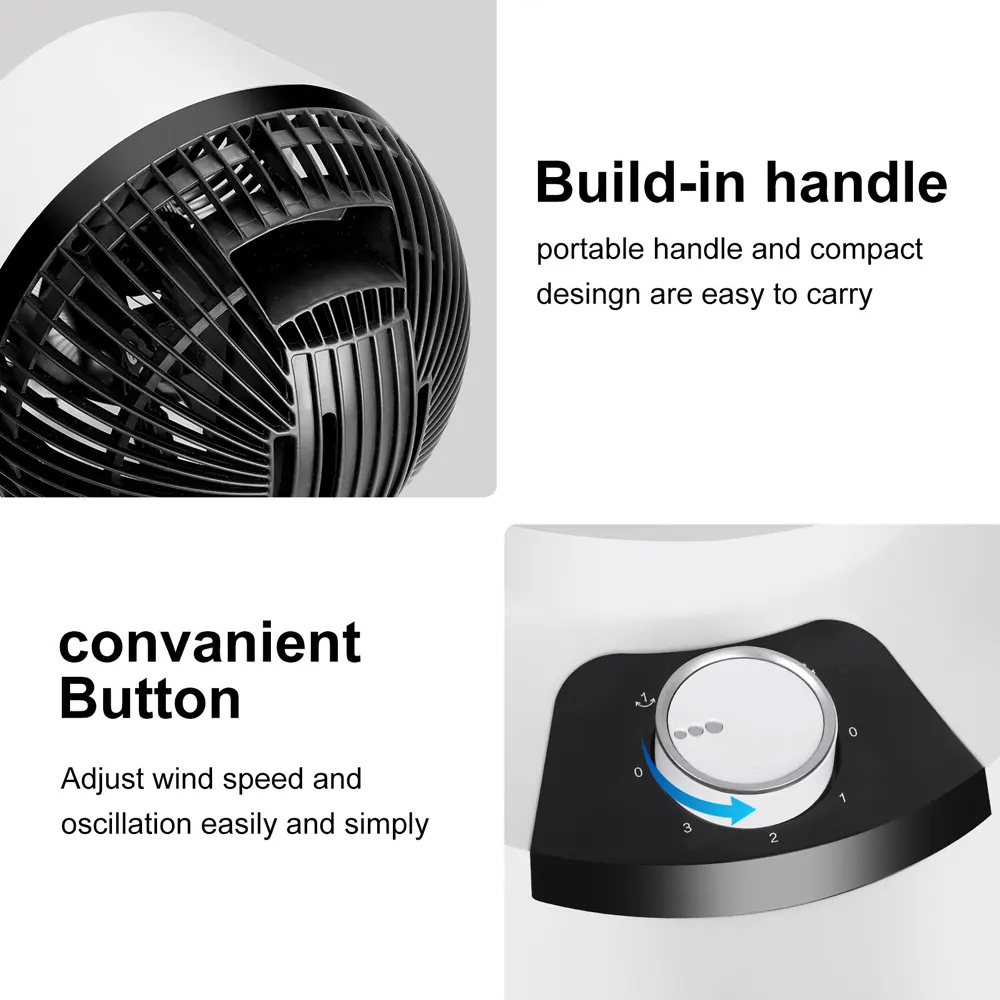 Build-in handle
portable handle and compact
desingn are easy to carry
convanient
Button
Adjust wind speed and
oscillation easily and simply
1
0
0
1
3
2